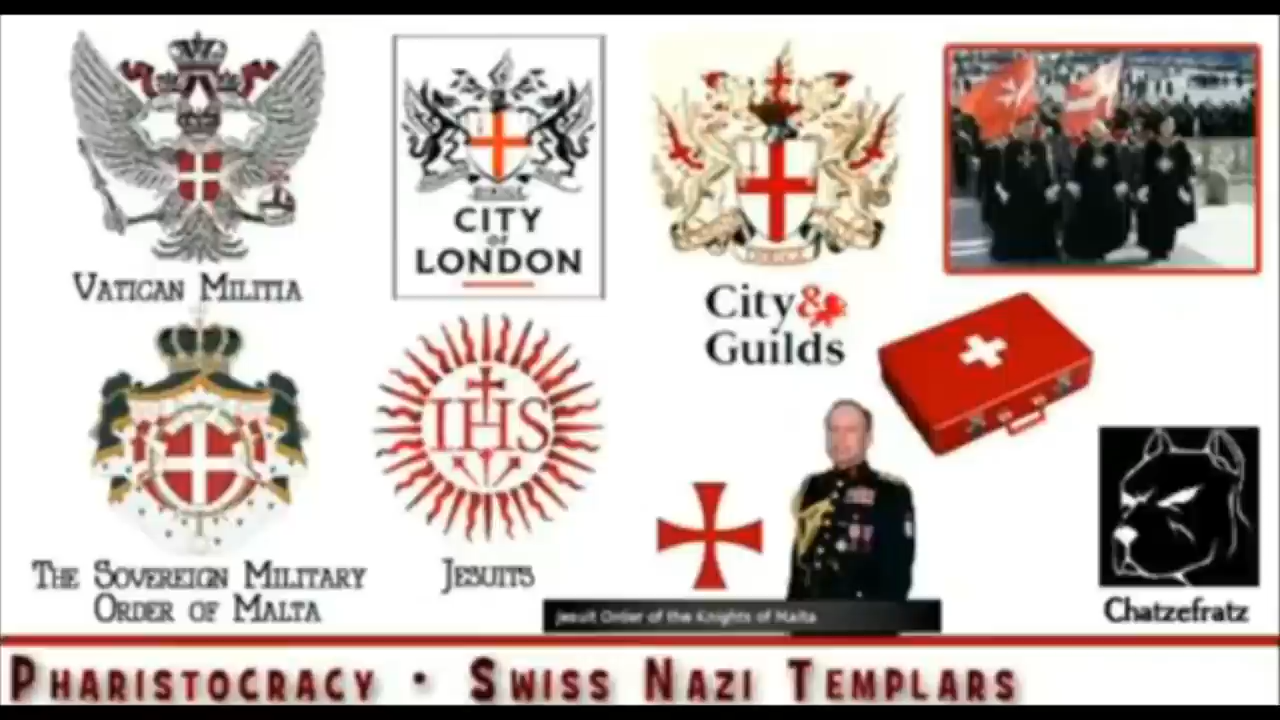 VATICAN MILITIA
CITY
OF
LONDON
City&
Guilds
THE SOVEREIGN MILITARY
ORDER OF MALTA
IHS
JESUITS
Jesuit Order of the Knights of Malta
Chatzefratz
PHARISTOCRACY · SWISS NAZI TEMPLARS